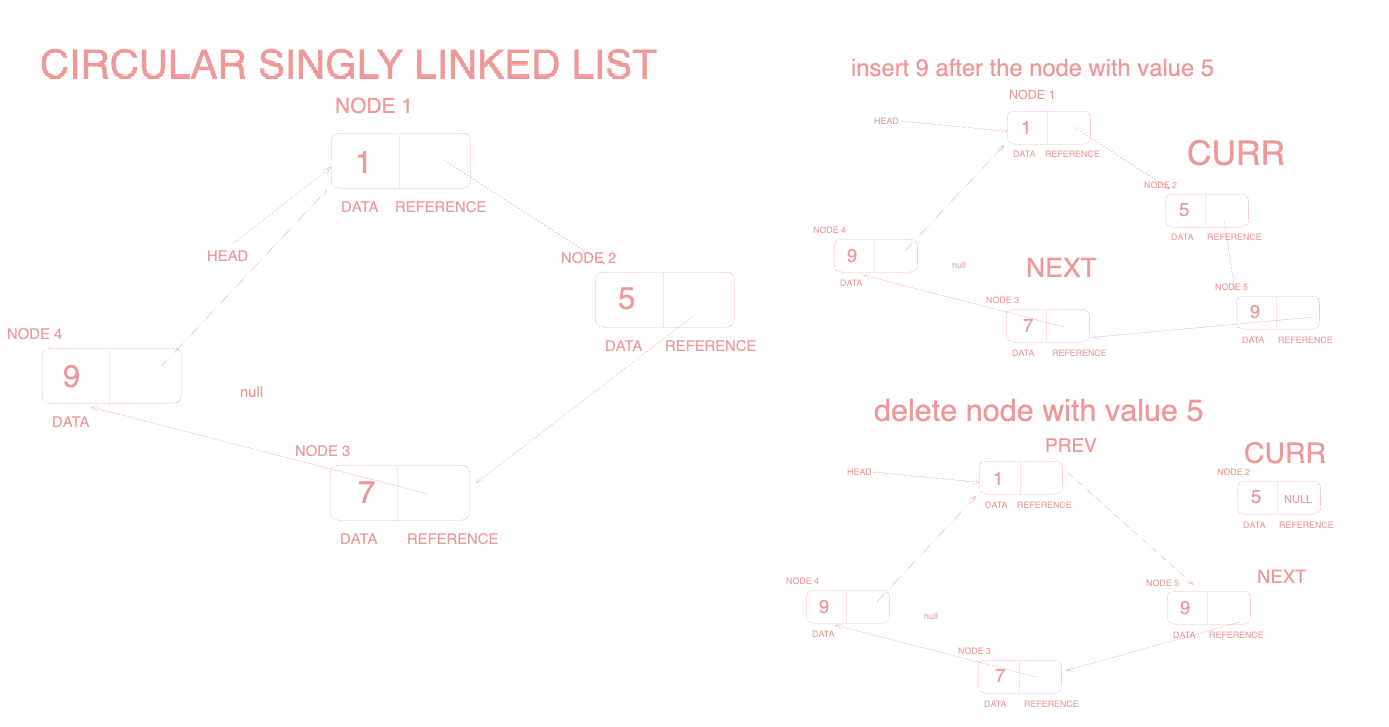 CIRCULAR SINGLY LINKED LIST
NODE 1
1
DATA REFERENCE
HEAD
NODE 2
5
DATA REFERENCE
NODE 4
9
DATA
null
NODE 3
7
DATA REFERENCE
insert 9 after the node with value 5
NODE 1
HEAD
1
DATA REFERENCE
CURR
NODE 2
5
DATA REFERENCE
NODE 4
9
DATA
null
NEXT
NODE 3
7
DATA REFERENCE
NODE 5
9
DATA REFERENCE
delete node with value 5
PREV
HEAD
1
DATA REFERENCE
CURR
NODE 2
5 NULL
DATA REFERENCE
NODE 4
9
DATA
null
NEXT
NODE 5
9
DATA REFERENCE
NODE 3
7
DATA REFERENCE